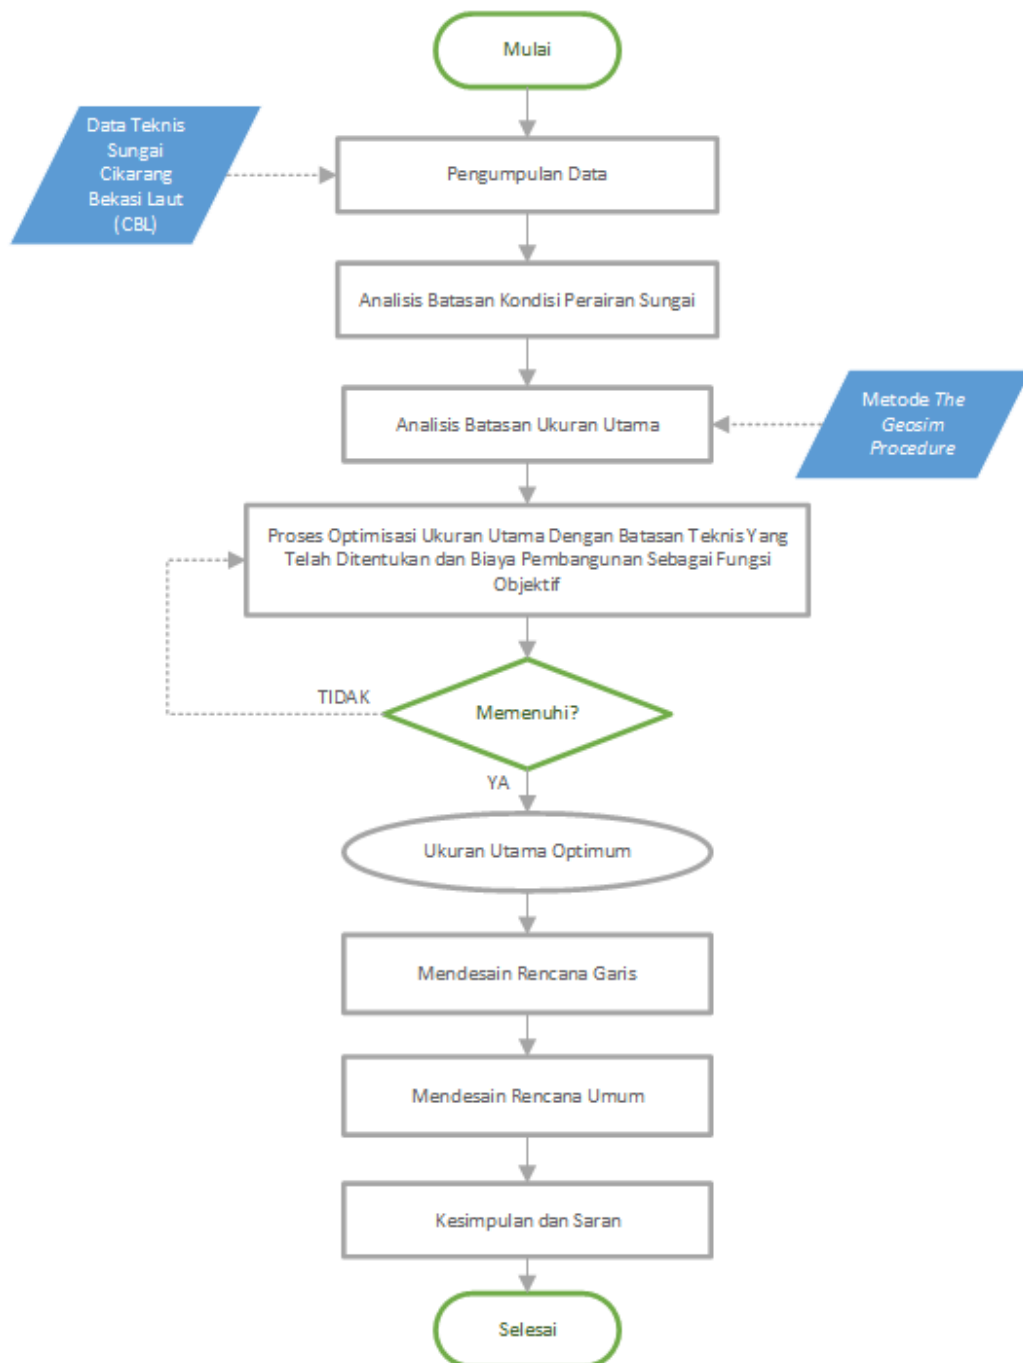 Mulai
Data Teknis
Sungai
Cikarang
Bekasi Laut
(CBL)
Pengumpulan Data
Analisis Batasan Kondisi Perairan Sungai
Analisis Batasan Ukuran Utama
Metode The
Geosim
Procedure
Proses Optimisasi Ukuran Utama Dengan Batasan Teknis Yang
Telah Ditentukan dan Biaya Pembangunan Sebagai Fungsi
Objektif
TIDAK
Memenuhi?
YA
Ukuran Utama Optimum
Mendesain Rencana Garis
Mendesain Rencana Umum
Kesimpulan dan Saran
Selesai